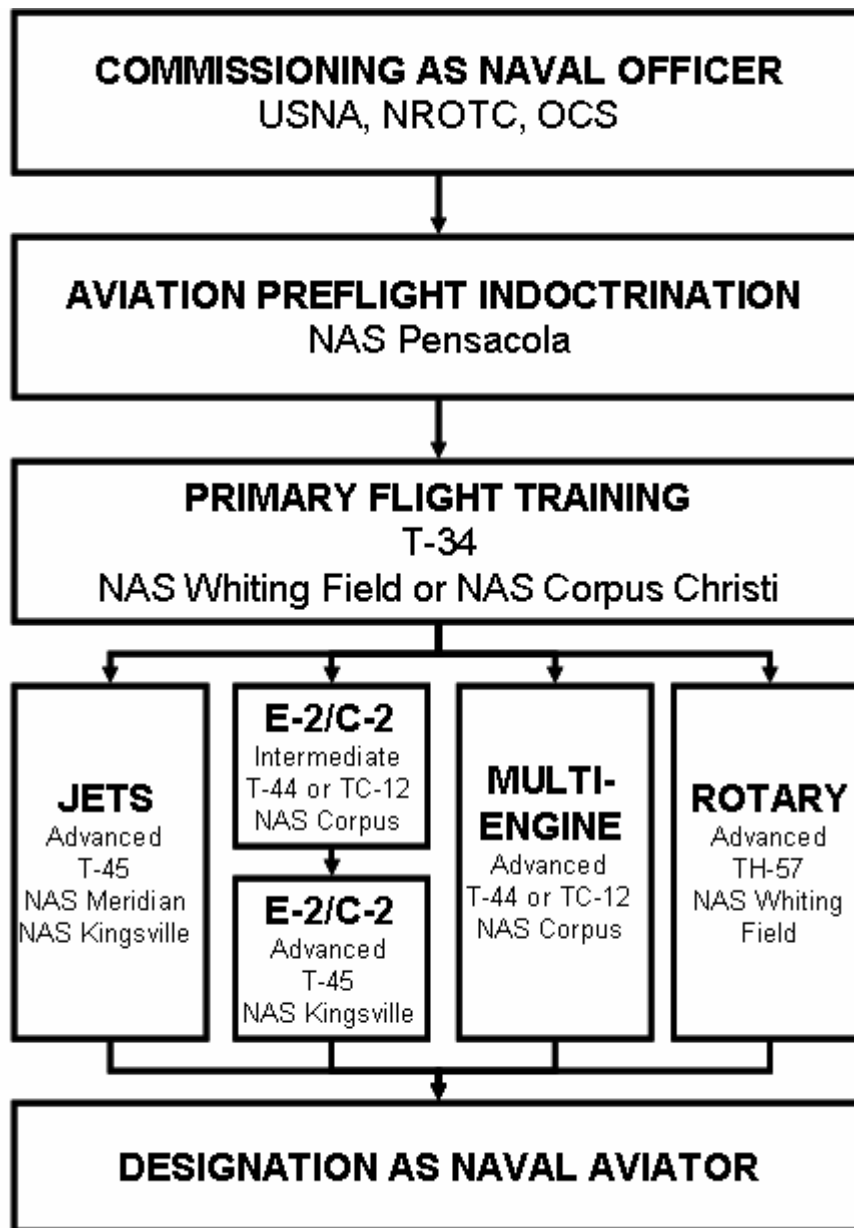 COMMISSIONING AS NAVAL OFFICER
USNA, NROTC, OCS
AVIATION PREFLIGHT INDOCTRINATION
NAS Pensacola
PRIMARY FLIGHT TRAINING
T-34
NAS Whiting Field or NAS Corpus Christi
JETS
Advanced
T-45
NAS Meridian
NAS Kingsville
E-2/C-2
Intermediate
T-44 or TC-12
NAS Corpus
E-2/C-2
Advanced
T-45
NAS Kingsville
MULTI-
ENGINE
Advanced
T-44 or TC-12
NAS Corpus
ROTARY
Advanced
TH-57
NAS Whiting
Field
DESIGNATION AS NAVAL AVIATOR